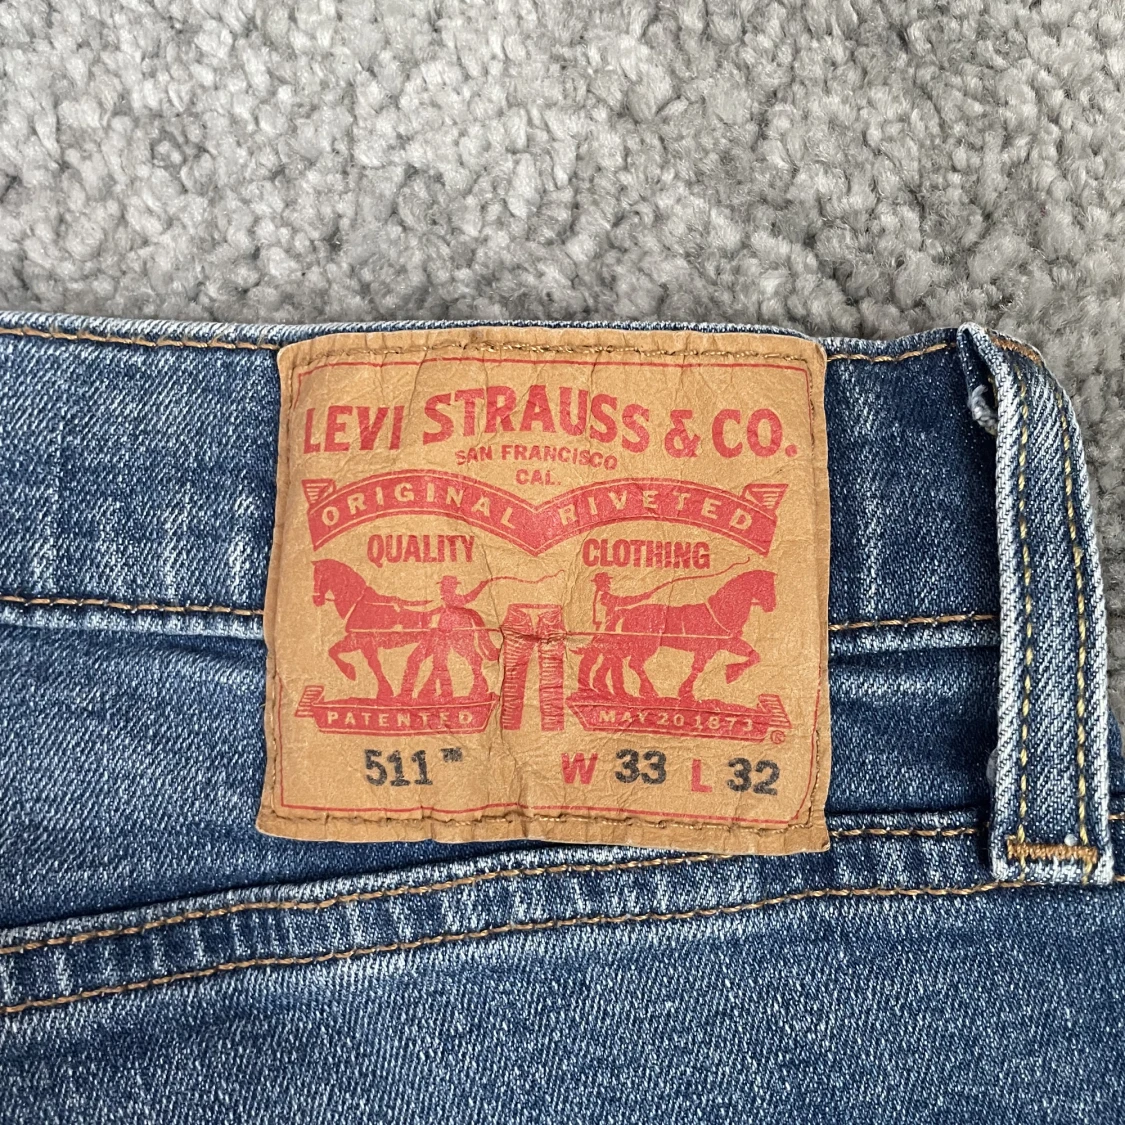 LEVI STRAUSS & CO.
SAN FRANCISCO
CAL.
ORIGINAL RIVETED
QUALITY CLOTHING
PATENTED MAY 20 1873
511™ W 33 L 32